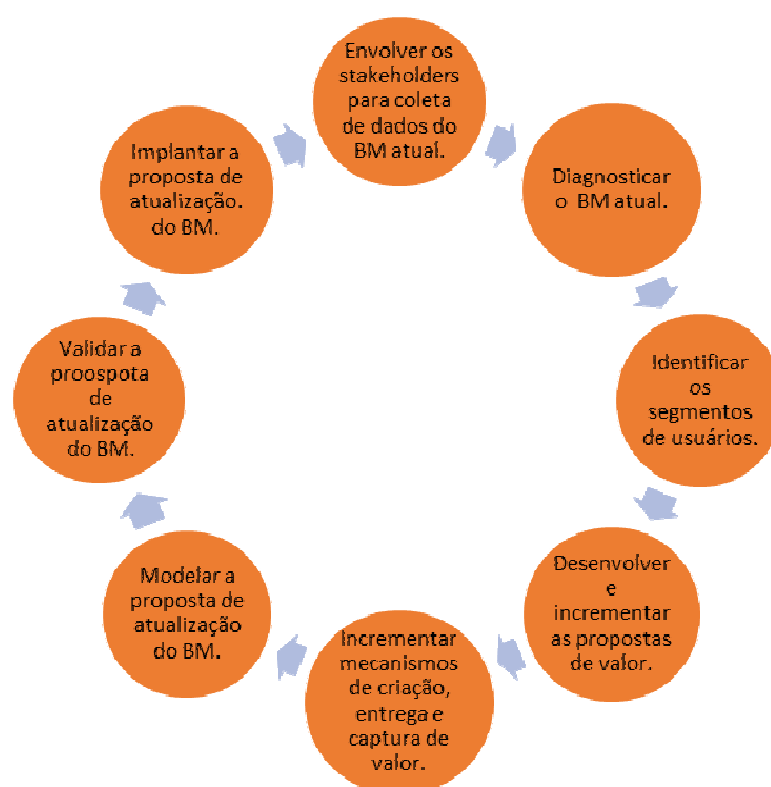 Envolver os
stakeholders
para coleta
de dados do
BM atual.
Diagnosticar
o BM atual.
Identificar
os
segmentos
de usuários.
Desenvolver
e
incrementar
as propostas
de valor.
Incrementar
mecanismos
de criação,
entrega e
captura de
valor.
Modelar a
proposta de
atualização
do BM.
Validar a
proospota
de
atualização
do BM.
Implantar a
proposta de
atualização.
do BM.